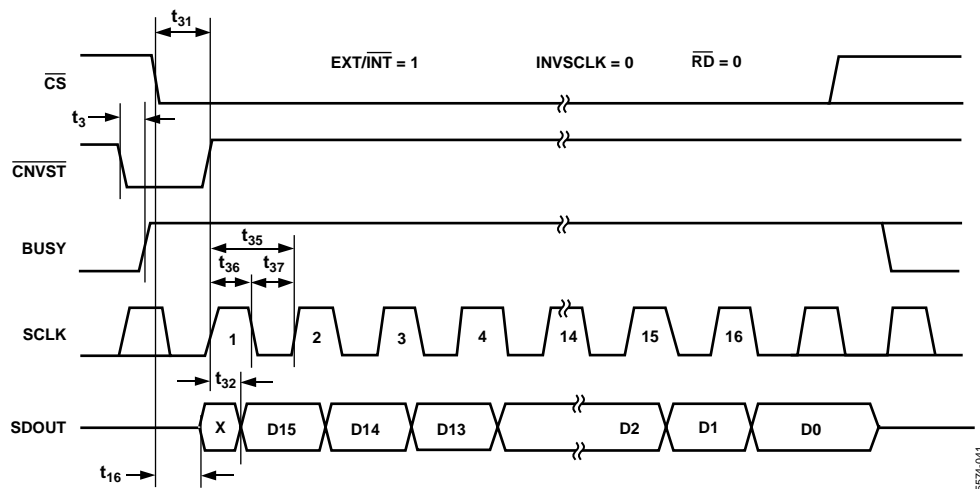 t31
EXT/INT = 1 INVSCLK = 0 RD = 0
CS
t3
CNVST
BUSY
t35
t36 t37
SCLK
1 2 3 4 14 15 16
t32
SDOUT
X D15 D14 D13 D2 D1 D0
t16